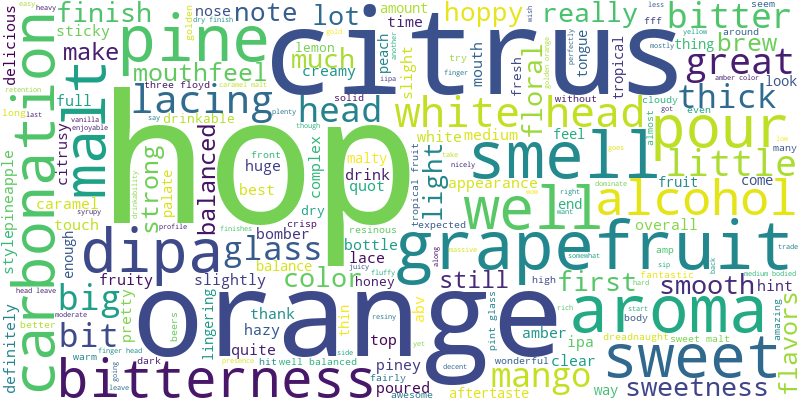 finish
pine
lot
citrus
hoppy
really
bitter
note
nose
amount
time
dry finish
golden
delicious
sticky
make
mouthfeel
much
lemon
creamy
peach
slight
mouth
tongue
fresh
tropical
floral
thing
brew
great
carbonation
malt
lacing
head
white head
thick
pour
little
look
cloudy
full
long
last
vanilla
enjoyable
citrusy
three floyd
drinkable
caramel malt
solid
plenty
retention
heavy
easy
hop
smell
well
alcohol
aroma
grapefruit
orange
dipa
glass
color
big
bit
bitterness
sweet
mango
sweetness
smooth
hint
flavors
first
still
balanced
strong
huge
best
complex
drink
quot
malty
white
medium
feel
light
appearance
expected
end
fruit
overall
style
pineapple
caramel
touch
palate
front
dry
crisp
resinous
bomber
bottle
balance
lace
honey
juicy
fluffy
fruity
slightly
enough
definitely
better
moderate
pretty
hazy
quite
thank
lingering
beers
warm
finger head
dark
going
leave
presence
hit
well balanced
side
thin
top
aby
piney
poured
fairly
awesome
yet
resiny
amber
ipa
clear
wonderful
decent
aftertaste
way
pint glass
massive
along
high
rich
body
start
hard
sweet malt
dreadnaught
fantastic
amazing
medium bodied
trade
back
sip
amp
somewhat
tropical fruit
nicely
dominate
almost
even
many
come
around
seem
amber color
less
yellow
mostly
perfectly
golden orange
without
another
finger
try
iipa
gold
wish
fff
got
low
right
want
goes
take
though
say
profile
finishes
drinkability
syrupy
head leave